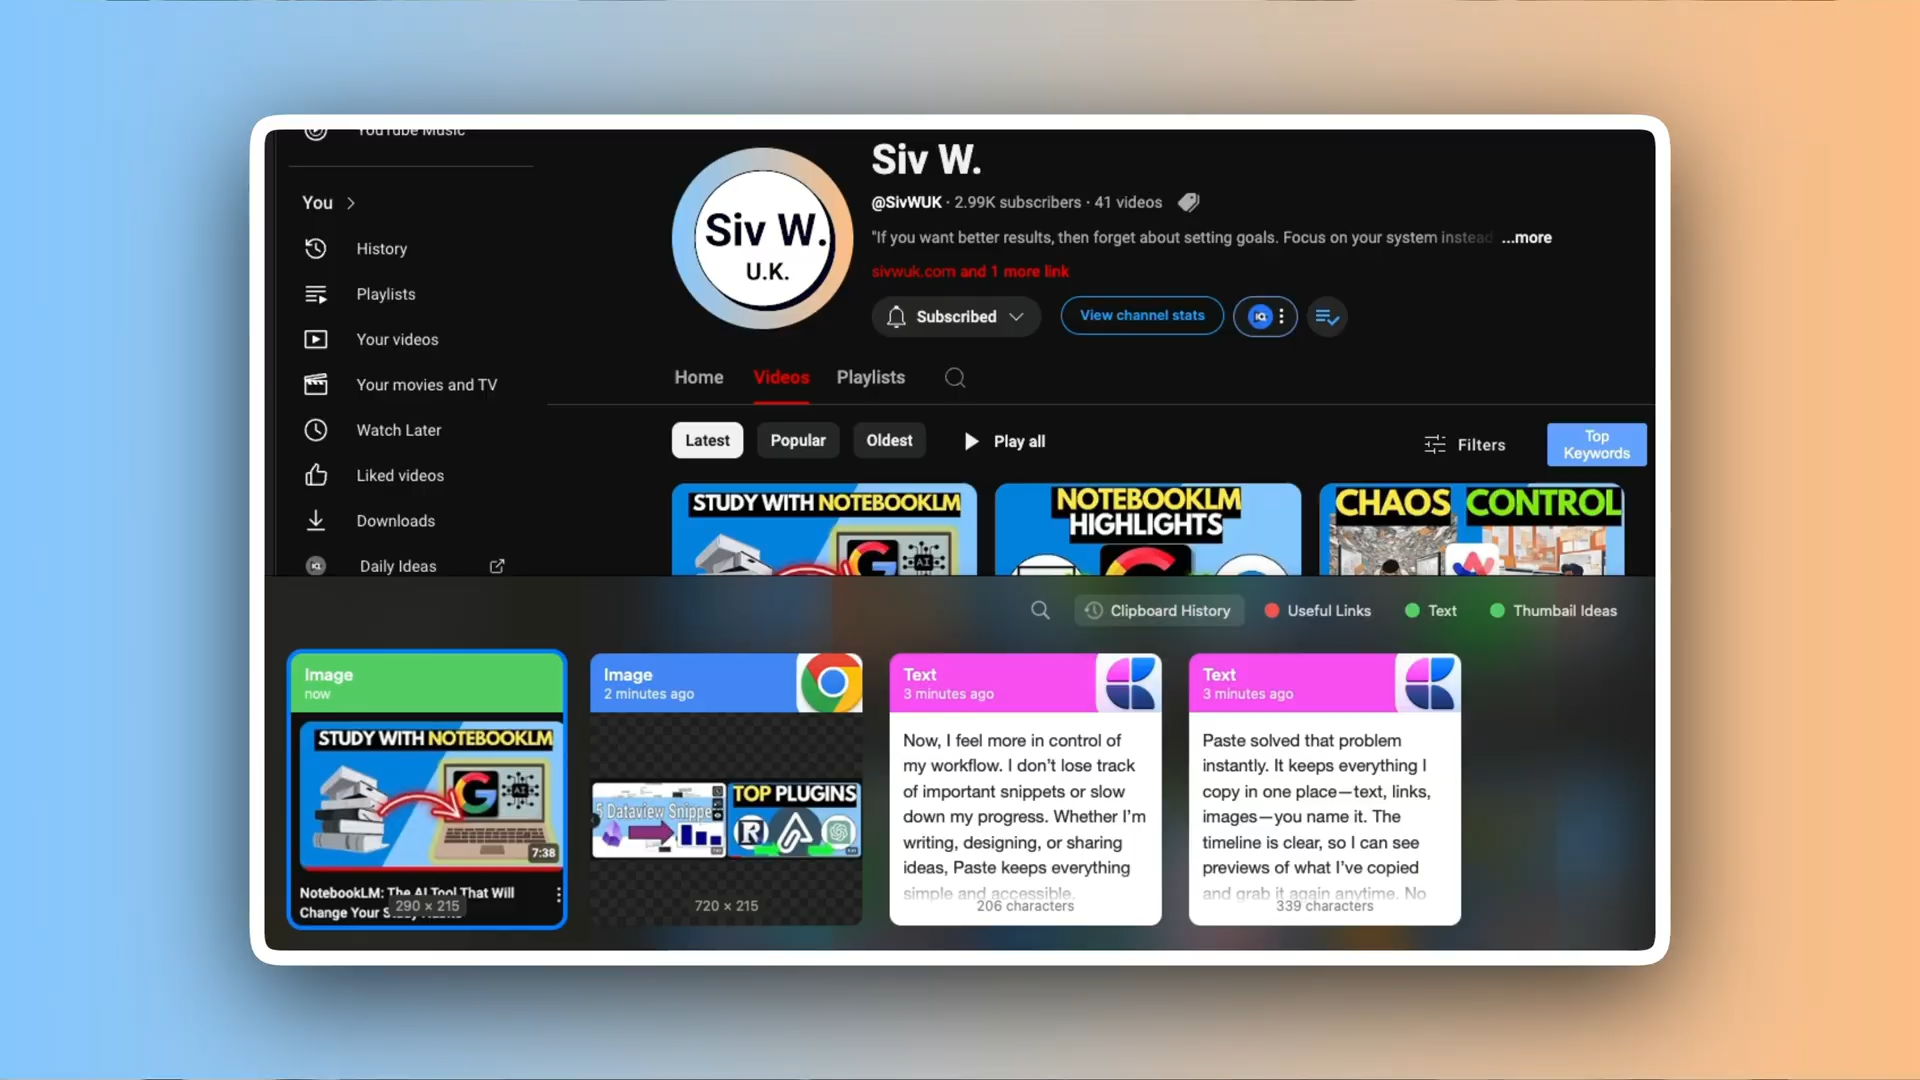 YouTube Music
You
History
Playlists
Your videos
Your movies and TV
Watch Later
Liked videos
Downloads
Daily Ideas
Siv W.
U.K.
Siv W.
@SivWUK · 2.99K subscribers · 41 videos
"If you want better results, then forget about setting goals. Focus on your system instead ...more
sivwuk.com and 1 more link
Subscribed
View channel stats
Home
Videos
Playlists
Latest
Popular
Oldest
Play all
Filters
Top
Keywords
STUDY WITH NOTEBOOKLM
NOTEBOOKLM
HIGHLIGHTS
CHAOS CONTROL
AI
Clipboard History
Useful Links
Text
Thumbail Ideas
Image
now
STUDY WITH NOTEBOOKLM
AI
7:38
NotebookLM: The AI Tool That Will
Change Your
290 × 215
Image
2 minutes ago
5 Dataview Snippe
TOP PLUGINS
720 × 215
Text
3 minutes ago
Now, I feel more in control of
my workflow. I don't lose track
of important snippets or slow
down my progress. Whether I'm
writing, designing, or sharing
ideas, Paste keeps everything
simple and accessible.
206 characters
Text
3 minutes ago
Paste solved that problem
instantly. It keeps everything I
copy in one place—text, links,
images—you name it. The
timeline is clear, so I can see
previews of what I've copied
and grab it again anytime. No
339 characters